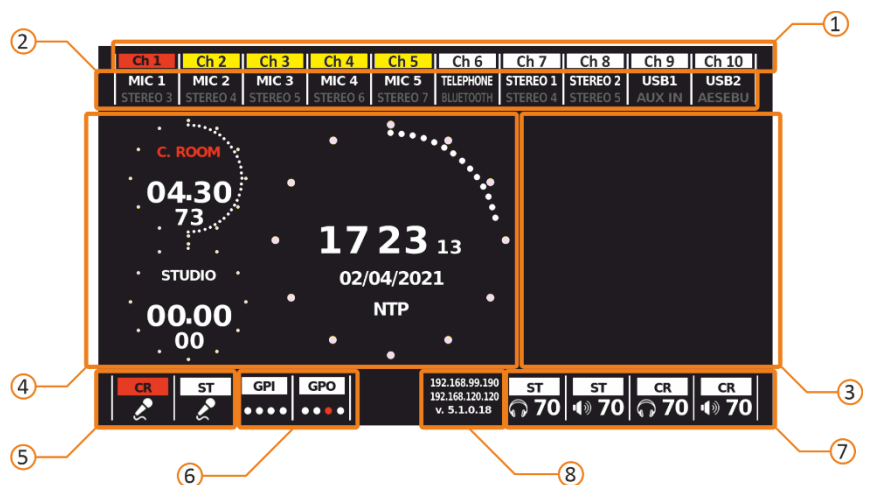 1
2
Ch 1 Ch 2 Ch 3 Ch 4 Ch 5 Ch 6 Ch 7 Ch 8 Ch 9 Ch 10
MIC 1 MIC 2 MIC 3 MIC 4 MIC 5 TELEPHONE STEREO 1 STEREO 2 USB1 USB2
STEREO 3 STEREO 4 STEREO 5 STEREO 6 STEREO 7 BLUETOOTH STEREO 4 STEREO 5 AUX IN AESEBU
C. ROOM
04.30
73
STUDIO
00.00
00
17 23 13
02/04/2021
NTP
4
3
CR ST GPI GPO
192.168.99.190
192.168.120.120
v. 5.1.0.18
ST ST CR CR
70 70 70 70
5
6
8
7